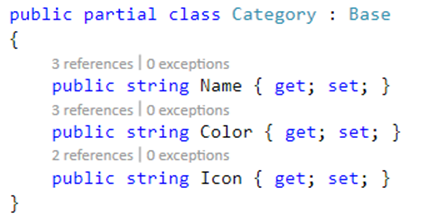 public partial class Category : Base
{
3 references | 0 exceptions
public string Name { get; set; }
3 references | 0 exceptions
public string Color { get; set; }
2 references | 0 exceptions
public string Icon { get; set; }
}